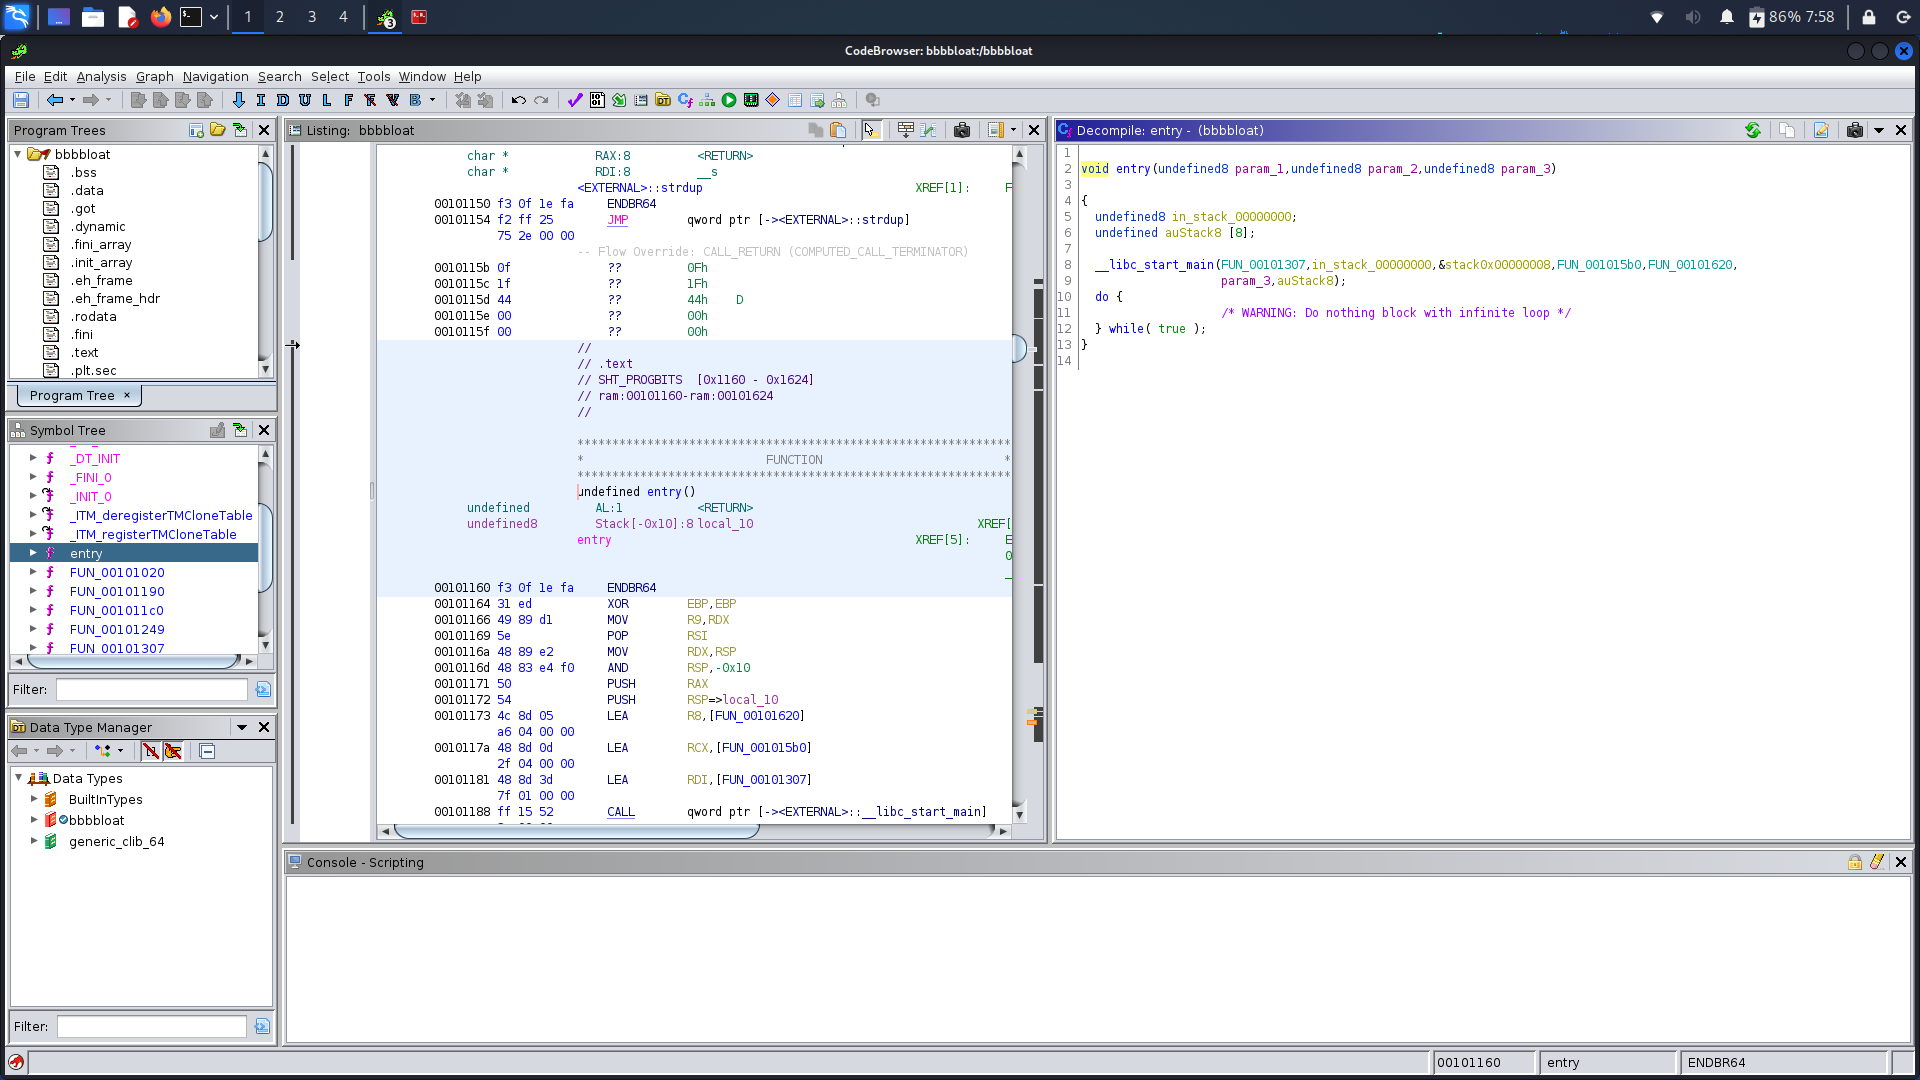 1 2 3 4 3 86% 7:58
CodeBrowser: bbbbloat:/bbbbloat
File Edit Analysis Graph Navigation Search Select Tools Window Help
I D U L F V B
Program Trees
bbbbloat
.bss
.data
.got
.dynamic
.fini_array
.init_array
.eh_frame
.eh_frame_hdr
.rodata
.fini
.text
.plt.sec
Program Tree ×
Symbol Tree
_DT_INIT
_FINI_0
_INIT_0
_ITM_deregisterTMCloneTable
_ITM_registerTMCloneTable
entry
FUN_00101020
FUN_00101190
FUN_001011c0
FUN_00101249
FUN_00101307
Filter:
Data Type Manager
Data Types
BuiltInTypes
bbbbloat
generic_clib_64
Filter:
Listing: bbbbloat
char * RAX:8 <RETURN>
char * RDI:8 __s
<EXTERNAL>::strdup XREF[1]: F
00101150 f3 0f 1e fa ENDBR64
00101154 f2 ff 25 JMP qword ptr [-><EXTERNAL>::strdup]
75 2e 00 00
-- Flow Override: CALL_RETURN (COMPUTED_CALL_TERMINATOR)
0010115b 0f ?? 0Fh
0010115c 1f ?? 1Fh
0010115d 44 ?? 44h D
0010115e 00 ?? 00h
0010115f 00 ?? 00h
//
// .text
// SHT_PROGBITS [0x1160 - 0x1624]
// ram:00101160-ram:00101624
//
**************************************************************
* FUNCTION *
**************************************************************
undefined entry()
undefined AL:1 <RETURN>
undefined8 Stack[-0x10]:8 local_10 XREF[
entry XREF[5]: E
0
_
00101160 f3 0f 1e fa ENDBR64
00101164 31 ed XOR EBP,EBP
00101166 49 89 d1 MOV R9,RDX
00101169 5e POP RSI
0010116a 48 89 e2 MOV RDX,RSP
0010116d 48 83 e4 f0 AND RSP,-0x10
00101171 50 PUSH RAX
00101172 54 PUSH RSP=>local_10
00101173 4c 8d 05 LEA R8,[FUN_00101620]
a6 04 00 00
0010117a 48 8d 0d LEA RCX,[FUN_001015b0]
2f 04 00 00
00101181 48 8d 3d LEA RDI,[FUN_00101307]
7f 01 00 00
00101188 ff 15 52 CALL qword ptr [-><EXTERNAL>::__libc_start_main]
Decompile: entry - (bbbbloat)
1
2 void entry(undefined8 param_1,undefined8 param_2,undefined8 param_3)
3
4 {
5 undefined8 in_stack_00000000;
6 undefined auStack8 [8];
7
8 __libc_start_main(FUN_00101307,in_stack_00000000,&stack0x00000008,FUN_001015b0,FUN_00101620,
9 param_3,auStack8);
10 do {
11 /* WARNING: Do nothing block with infinite loop */
12 } while( true );
13 }
14
Console - Scripting
00101160 entry ENDBR64